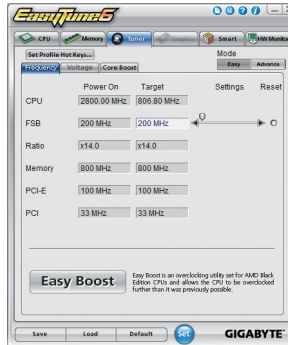 EasyTune6
CPU Memory Tuner Graphics Smart HW Monitor
Set Profile Hot Keys... Mode
Frequency Voltage Core Boost Easy Advance
Power On Target Settings Reset
CPU 2800.00 MHz 806.80 MHz
FSB 200 MHz 200 MHz
Ratio x14.0 x14.0
Memory 800 MHz 800 MHz
PCI-E 100 MHz 100 MHz
PCI 33 MHz 33 MHz
Easy Boost
Easy Boost is an overclocking utility set for AMD Black
Edition CPUs and allows the CPU to be overclocked
further than it was previously possible.
Save Load Default Set GIGABYTE